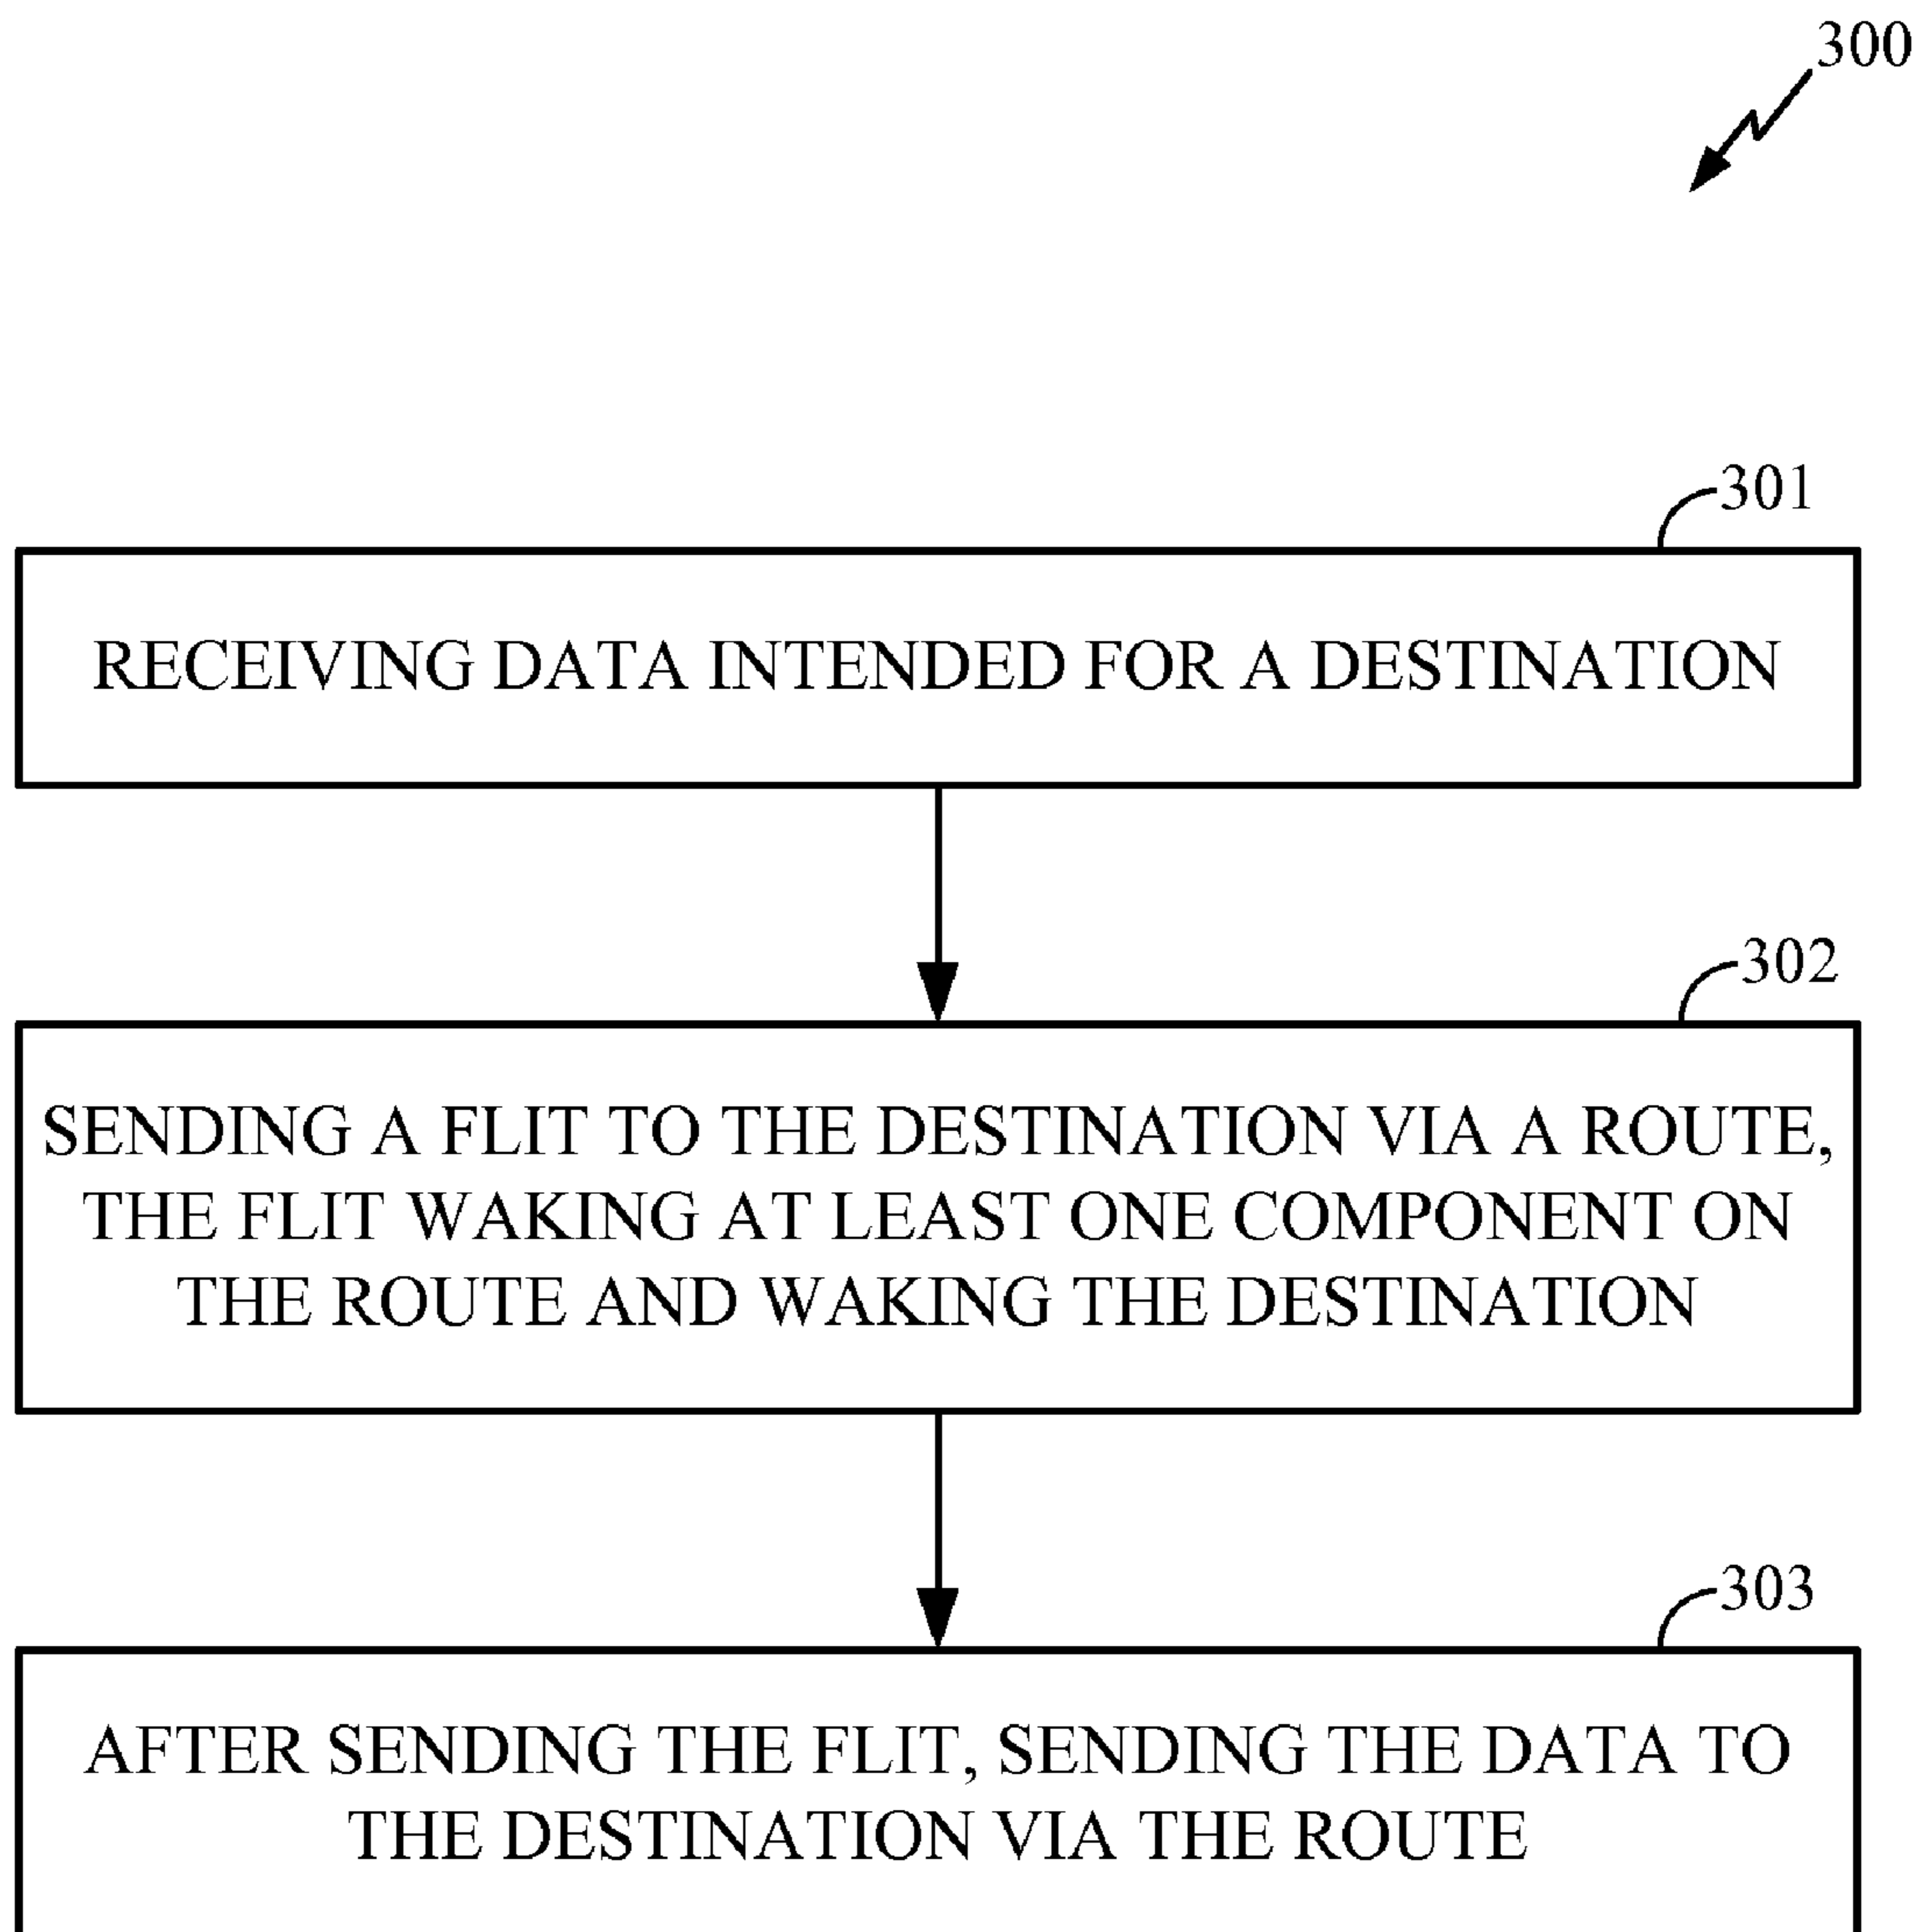 300
301
RECEIVING DATA INTENDED FOR A DESTINATION
302
SENDING A FLIT TO THE DESTINATION VIA A ROUTE,
THE FLIT WAKING AT LEAST ONE COMPONENT ON
THE ROUTE AND WAKING THE DESTINATION
303
AFTER SENDING THE FLIT, SENDING THE DATA TO
THE DESTINATION VIA THE ROUTE